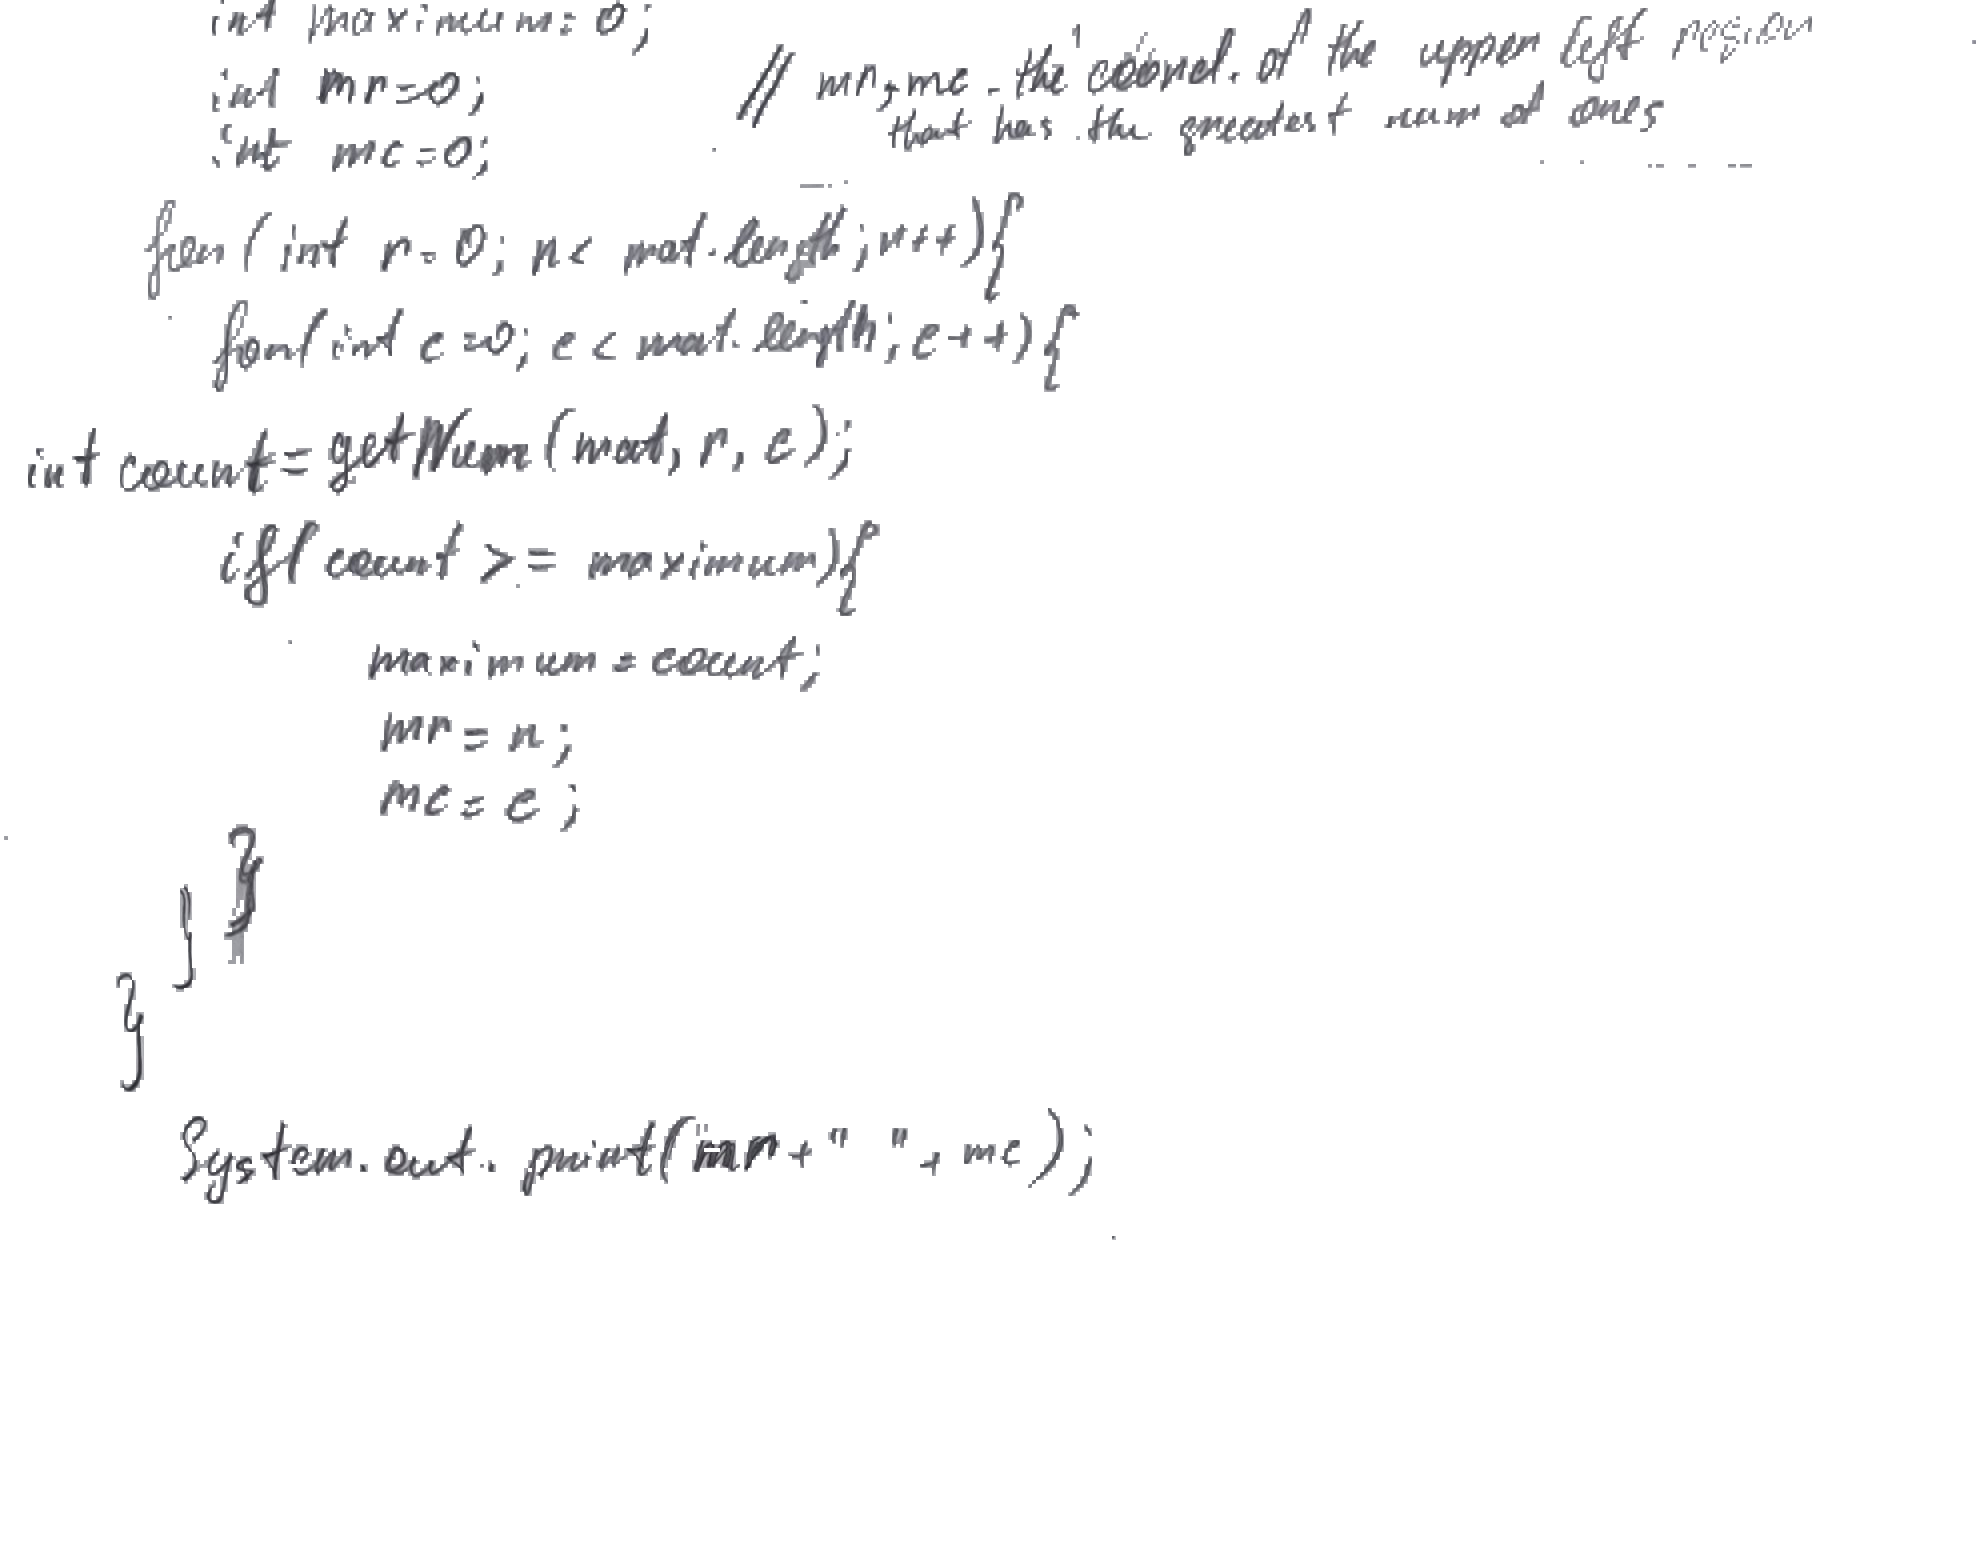 int maximum=0;
int mr=0; // mr,mc - the coord. of the upper left region
int mc=0; that has the greatest num of ones
for(int r=0; r< mat.length; r++){
for(int c=0; c< mat.length; c++){
int count=getNum(mat, r, c);
if(count >= maximum){
maximum = count;
mr = r;
mc = c;
}
}
}
System.out.print(mr+" "+mc);